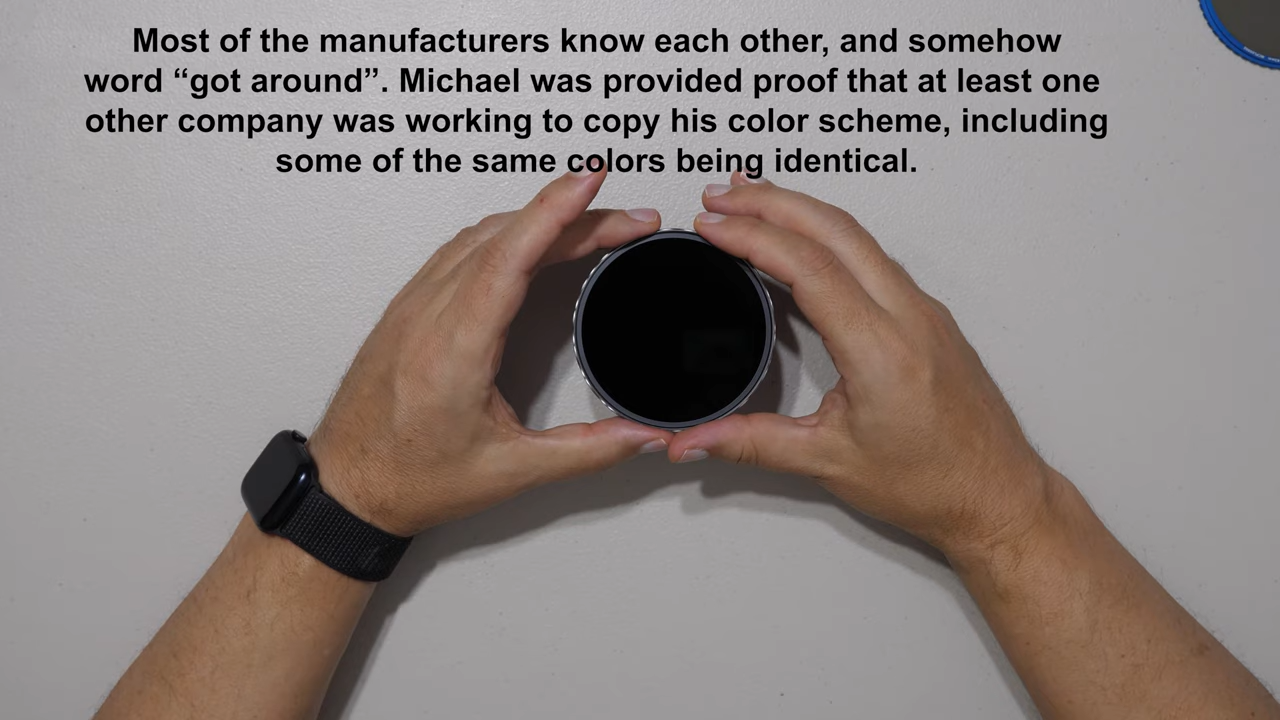 Most of the manufacturers know each other, and somehow
word “got around”. Michael was provided proof that at least one
other company was working to copy his color scheme, including
some of the same colors being identical.